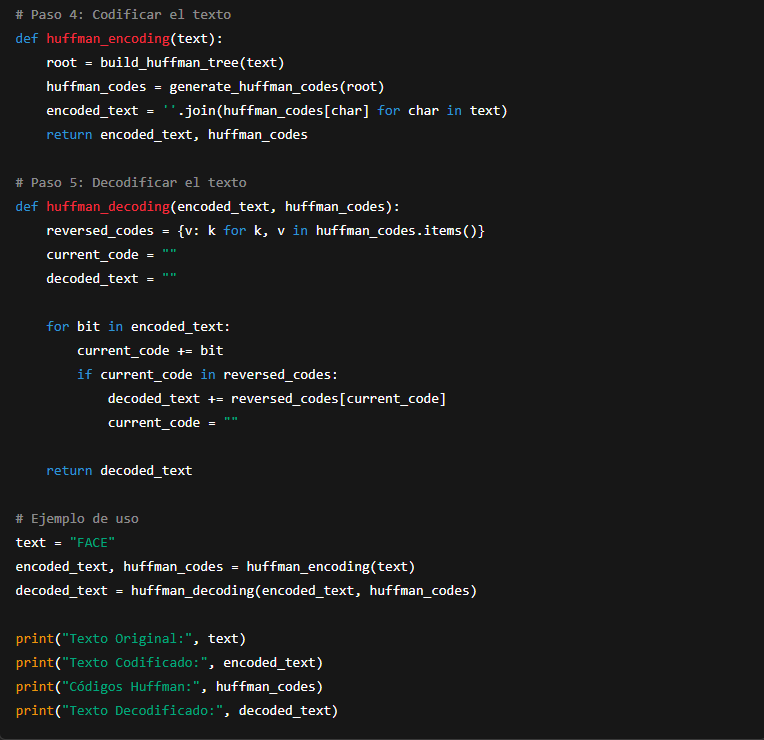 # Paso 4: Codificar el texto
def huffman_encoding(text):
    root = build_huffman_tree(text)
    huffman_codes = generate_huffman_codes(root)
    encoded_text = ''.join(huffman_codes[char] for char in text)
    return encoded_text, huffman_codes

# Paso 5: Decodificar el texto
def huffman_decoding(encoded_text, huffman_codes):
    reversed_codes = {v: k for k, v in huffman_codes.items()}
    current_code = ""
    decoded_text = ""

    for bit in encoded_text:
        current_code += bit
        if current_code in reversed_codes:
            decoded_text += reversed_codes[current_code]
            current_code = ""

    return decoded_text

# Ejemplo de uso
text = "FACE"
encoded_text, huffman_codes = huffman_encoding(text)
decoded_text = huffman_decoding(encoded_text, huffman_codes)

print("Texto Original:", text)
print("Texto Codificado:", encoded_text)
print("Códigos Huffman:", huffman_codes)
print("Texto Decodificado:", decoded_text)